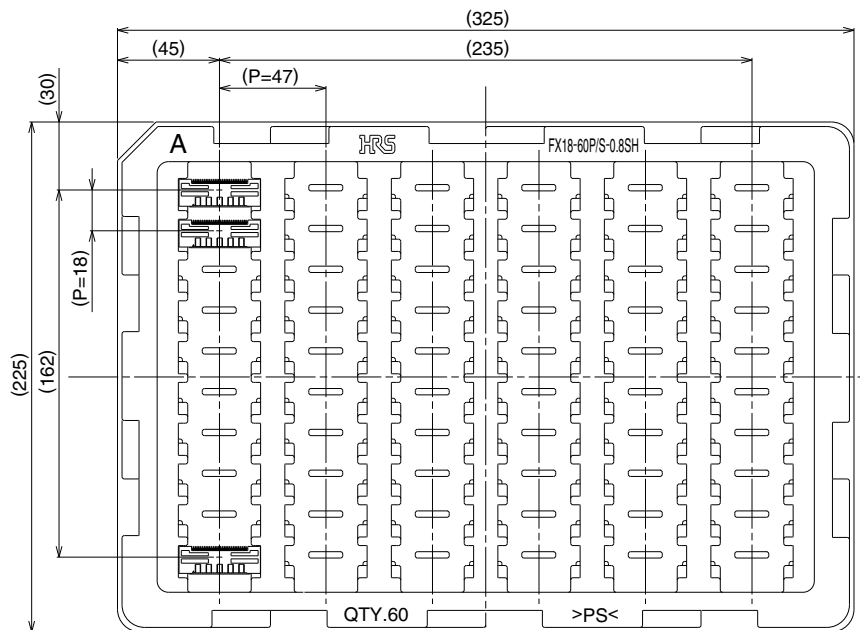 (325)
(45)
(235)
(P=47)
(30)
A
HRS
FX18-60P/S-0.8SH
(P=18)
(162)
(225)
QTY.60
>PS<